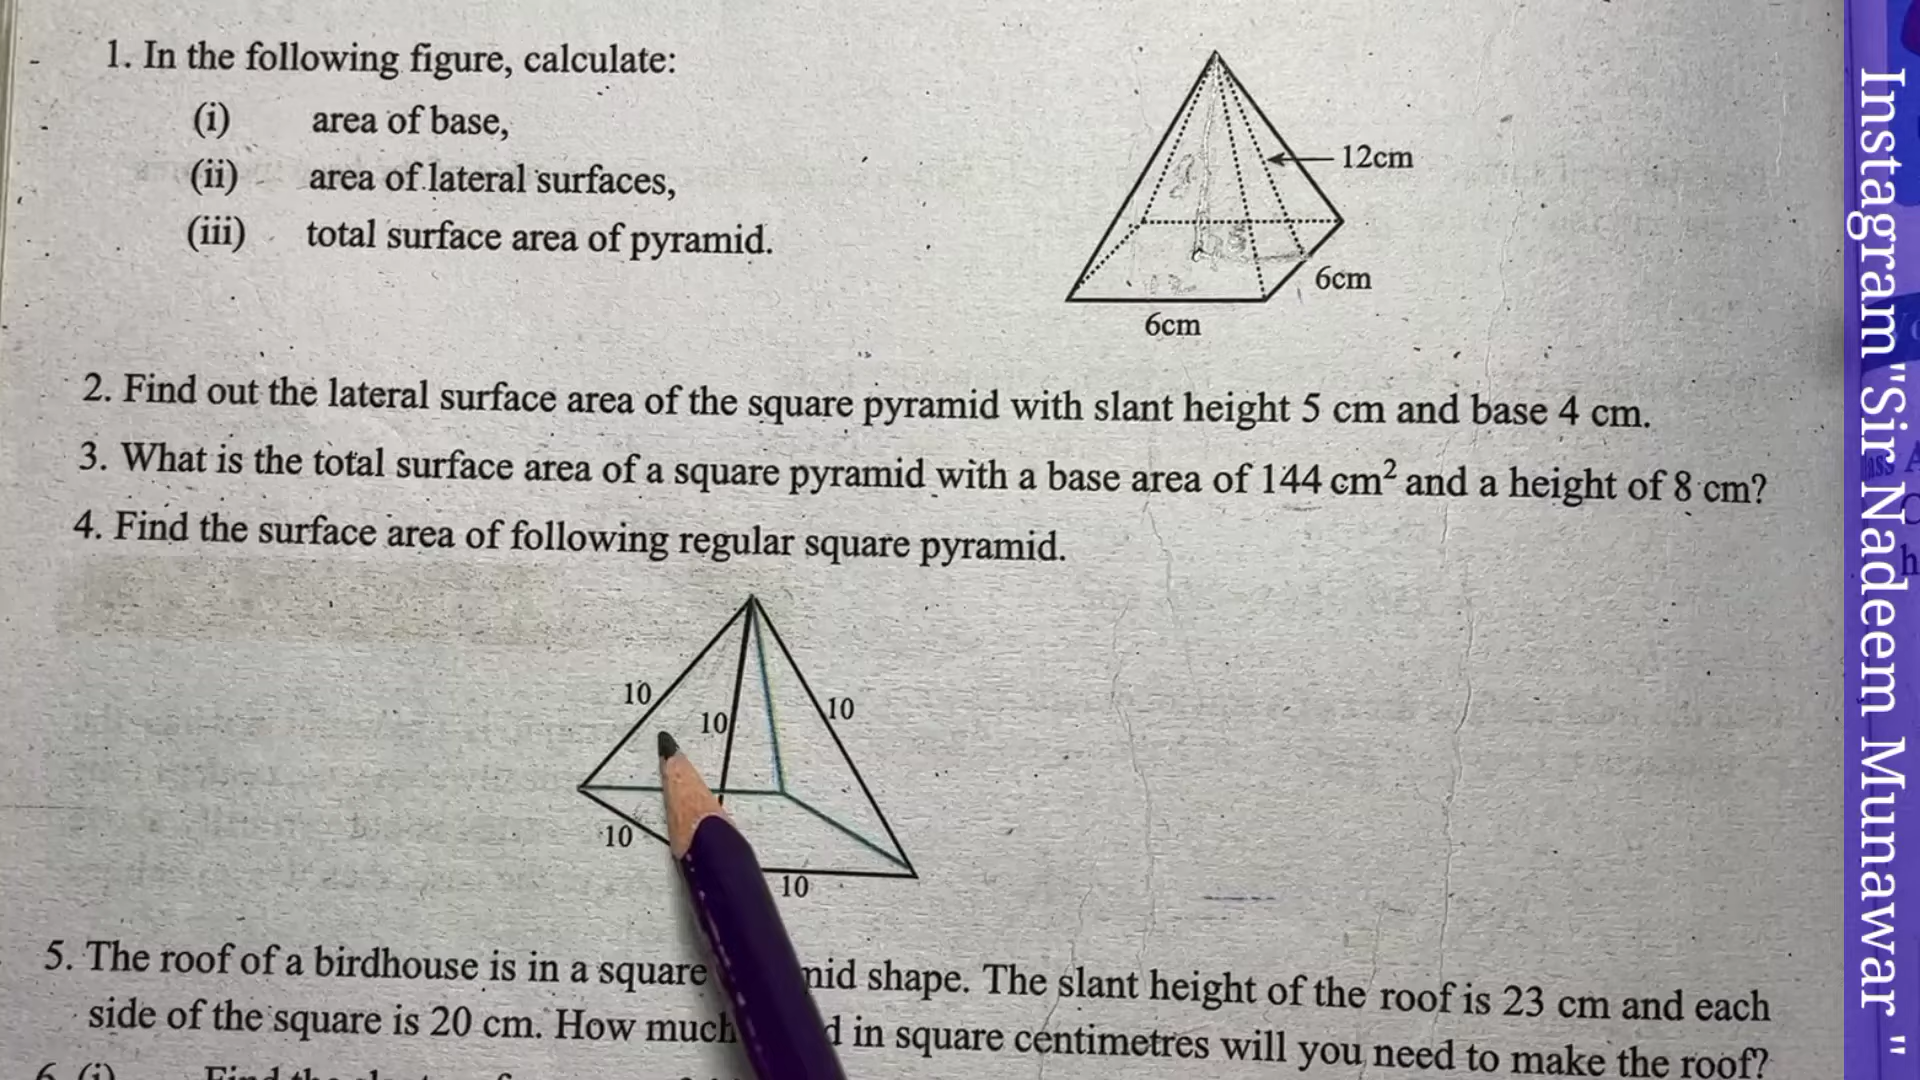 1. In the following figure, calculate:
(i) area of base,
(ii) area of lateral surfaces,
(iii) total surface area of pyramid.
12cm
6cm
6cm
2. Find out the lateral surface area of the square pyramid with slant height 5 cm and base 4 cm.
3. What is the total surface area of a square pyramid with a base area of 144 cm² and a height of 8 cm?
4. Find the surface area of following regular square pyramid.
10
10
10
10
10
5. The roof of a birdhouse is in a square mid shape. The slant height of the roof is 23 cm and each
side of the square is 20 cm. How much d in square centimetres will you need to make the roof?
6. (i) Find the
Instagram "Sir Nadeem Munawar"